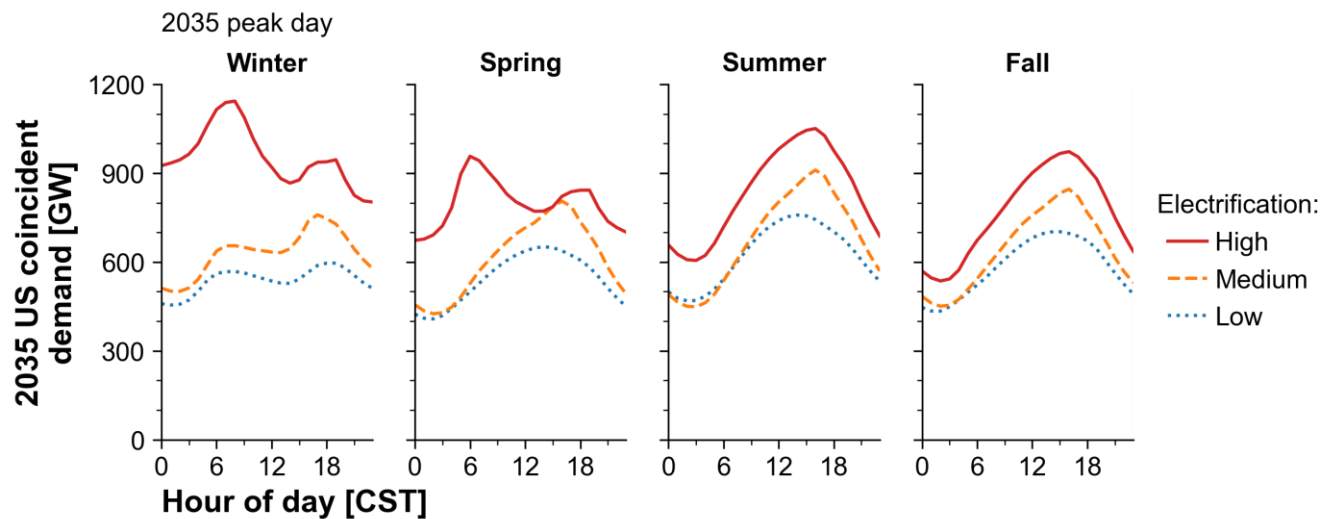 2035 peak day
Winter
Spring
Summer
Fall
2035 US coincident
demand [GW]
1200
900
600
300
0
0 6 12 18
0 6 12 18
0 6 12 18
0 6 12 18
Hour of day [CST]
Electrification:
High
Medium
Low